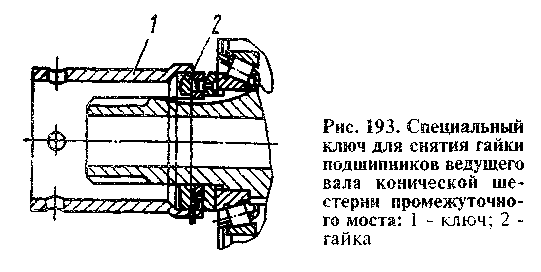 1
2
Рис. 193. Специальный
ключ для снятия гайки
подшипников ведущего
вала конической ше-
стерни промежуточно-
го моста: 1 - ключ; 2 -
гайка